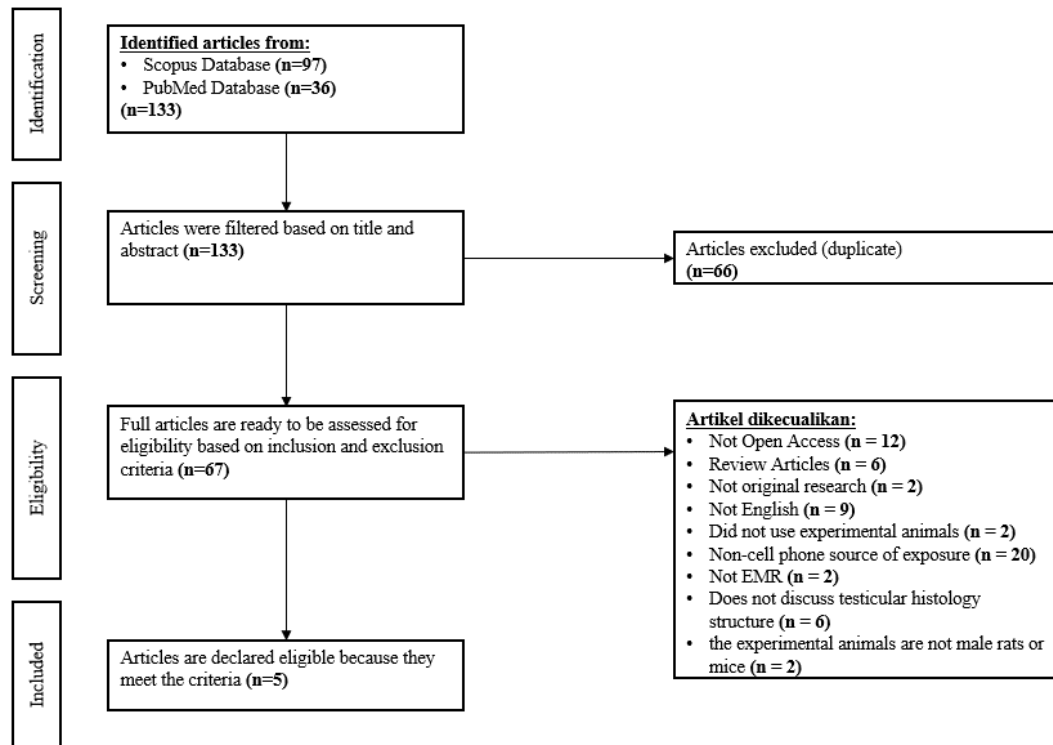 Identification
Identified articles from:
• Scopus Database (n=97)
• PubMed Database (n=36)
(n=133)
Screening
Articles were filtered based on title and
abstract (n=133)
Articles excluded (duplicate)
(n=66)
Eligibility
Full articles are ready to be assessed for
eligibility based on inclusion and exclusion
criteria (n=67)
Artikel dikecualikan:
• Not Open Access (n = 12)
• Review Articles (n = 6)
• Not original research (n = 2)
• Not English (n = 9)
• Did not use experimental animals (n = 2)
• Non-cell phone source of exposure (n = 20)
• Not EMR (n = 2)
• Does not discuss testicular histology
structure (n = 6)
• the experimental animals are not male rats or
mice (n = 2)
Included
Articles are declared eligible because they
meet the criteria (n=5)